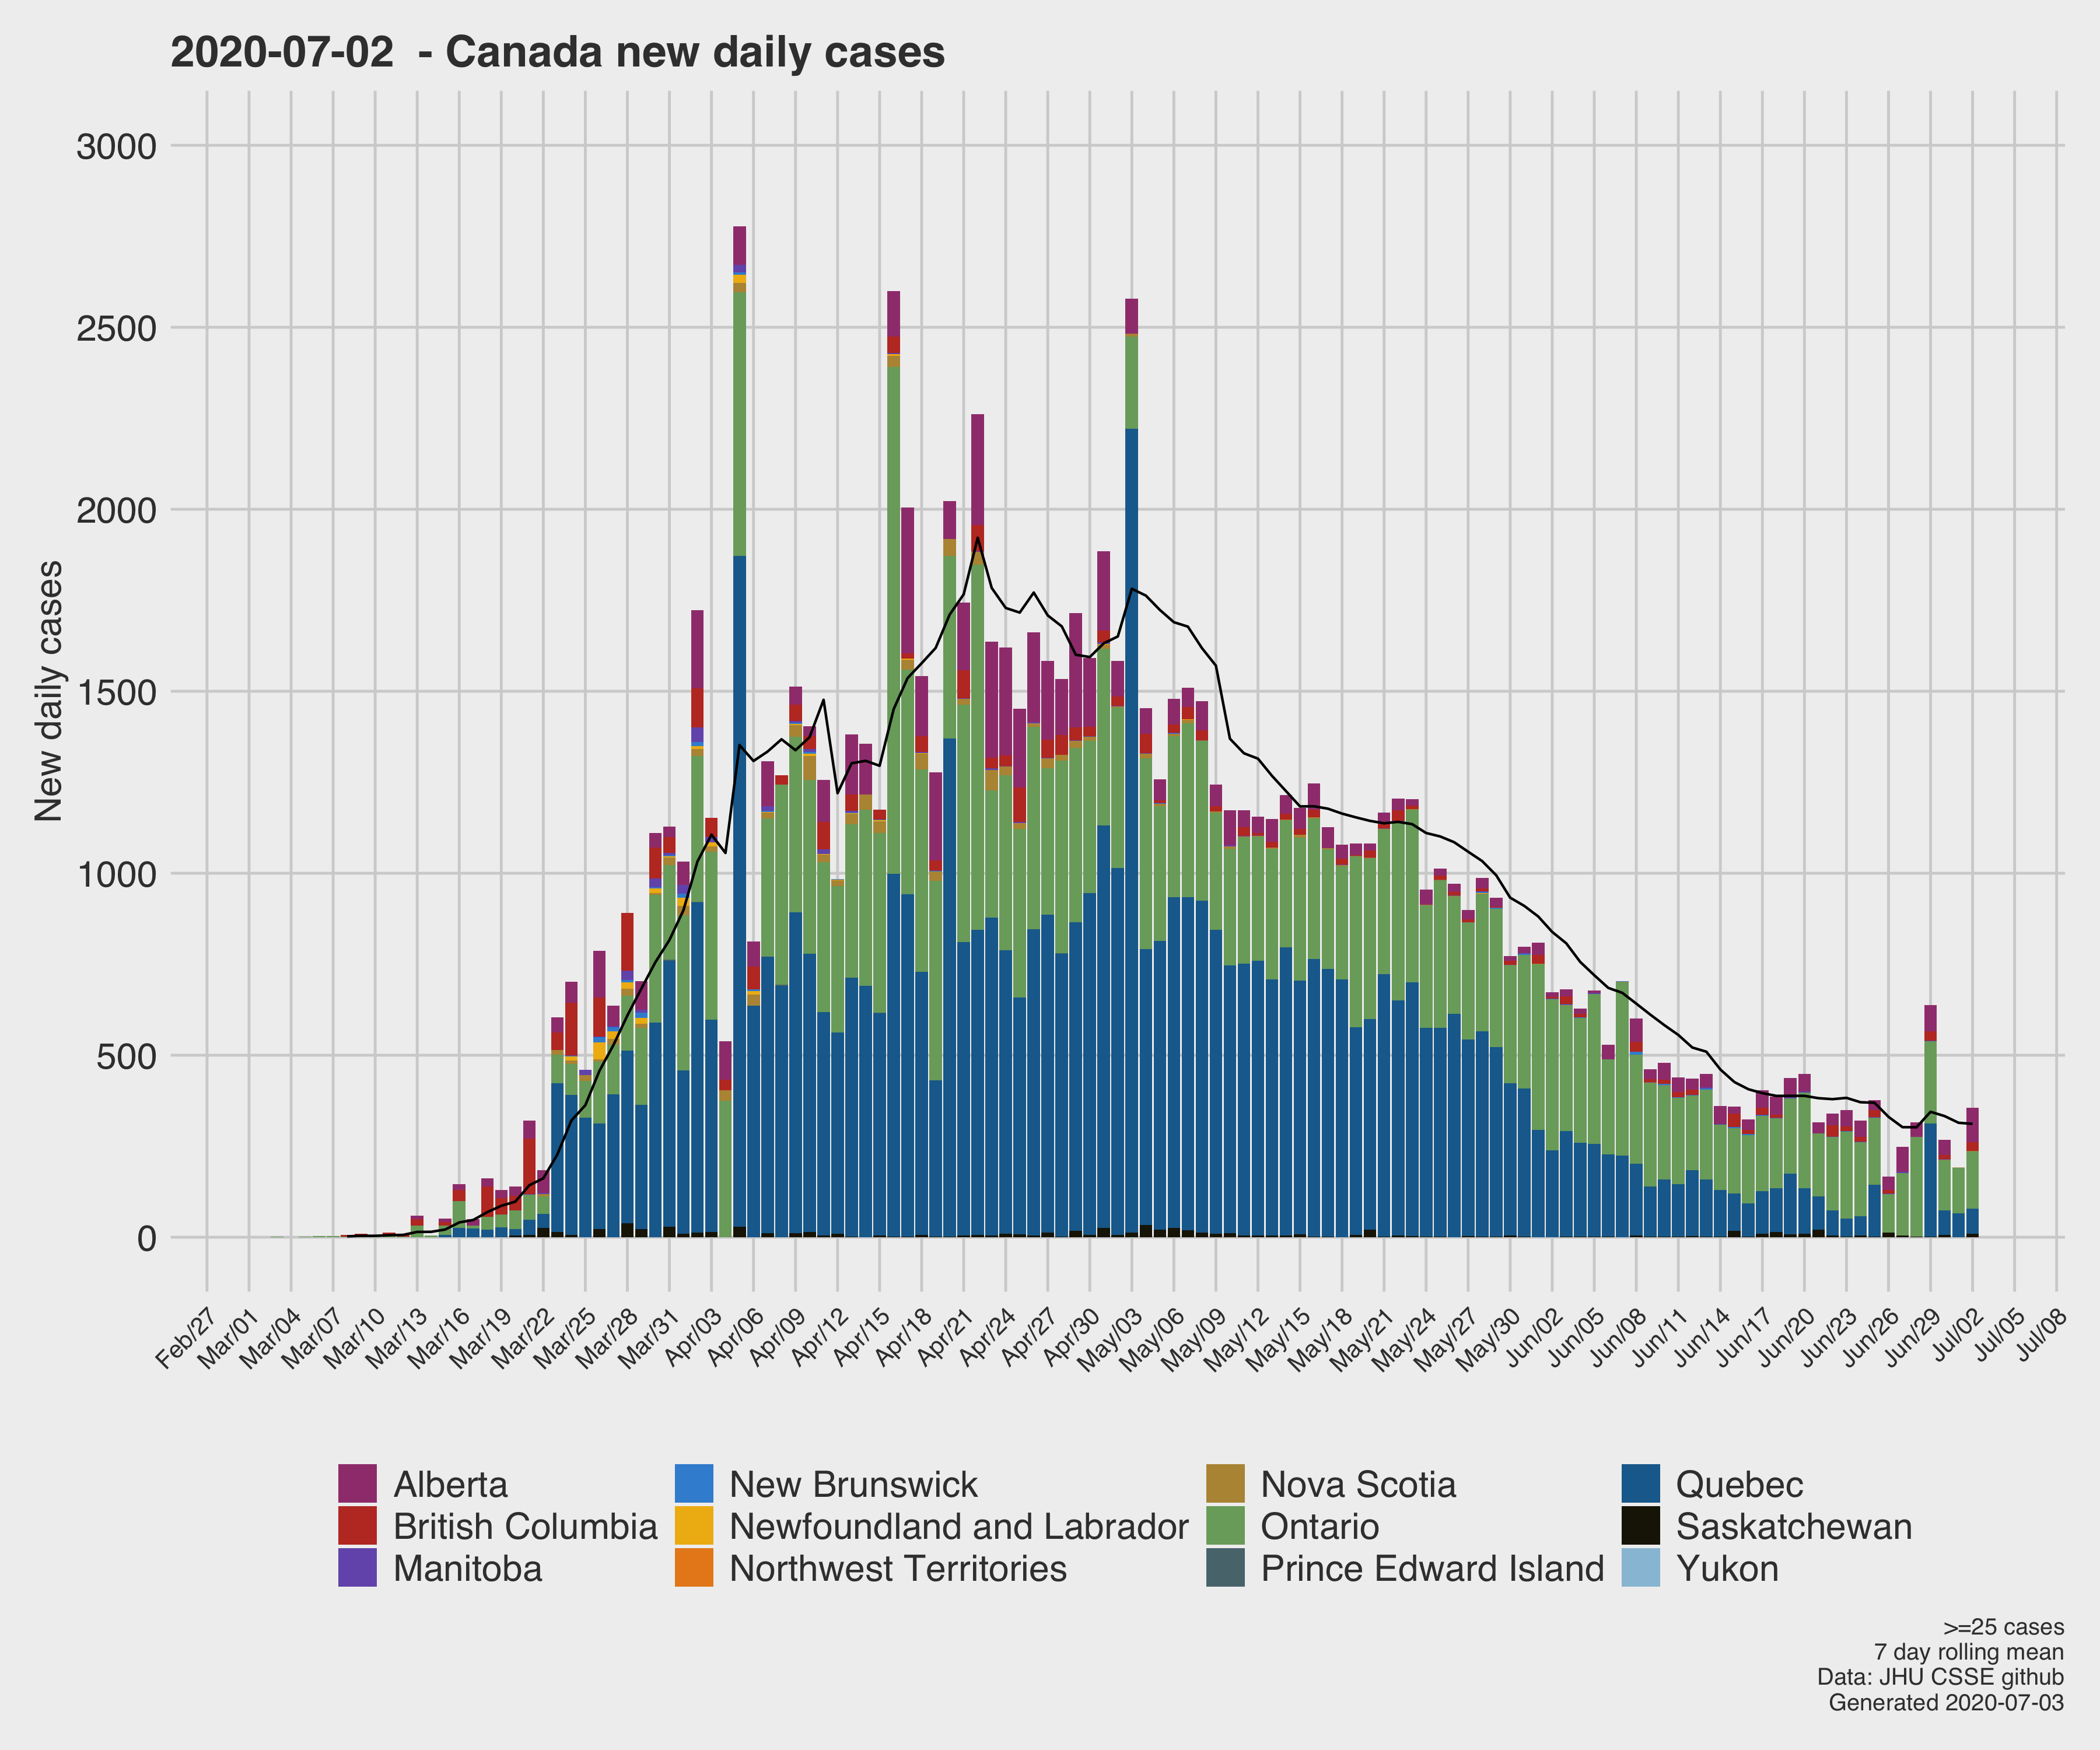 2020-07-02 - Canada new daily cases
New daily cases
3000
2500
2000
1500
1000
500
0
Feb/27
Mar/01
Mar/04
Mar/07
Mar/10
Mar/13
Mar/16
Mar/19
Mar/22
Mar/25
Mar/28
Mar/31
Apr/03
Apr/06
Apr/09
Apr/12
Apr/15
Apr/18
Apr/21
Apr/24
Apr/27
Apr/30
May/03
May/06
May/09
May/12
May/15
May/18
May/21
May/24
May/27
May/30
Jun/02
Jun/05
Jun/08
Jun/11
Jun/14
Jun/17
Jun/20
Jun/23
Jun/26
Jun/29
Jul/02
Jul/05
Jul/08
Alberta
British Columbia
Manitoba
New Brunswick
Newfoundland and Labrador
Northwest Territories
Nova Scotia
Ontario
Prince Edward Island
Quebec
Saskatchewan
Yukon
>=25 cases
7 day rolling mean
Data: JHU CSSE github
Generated 2020-07-03